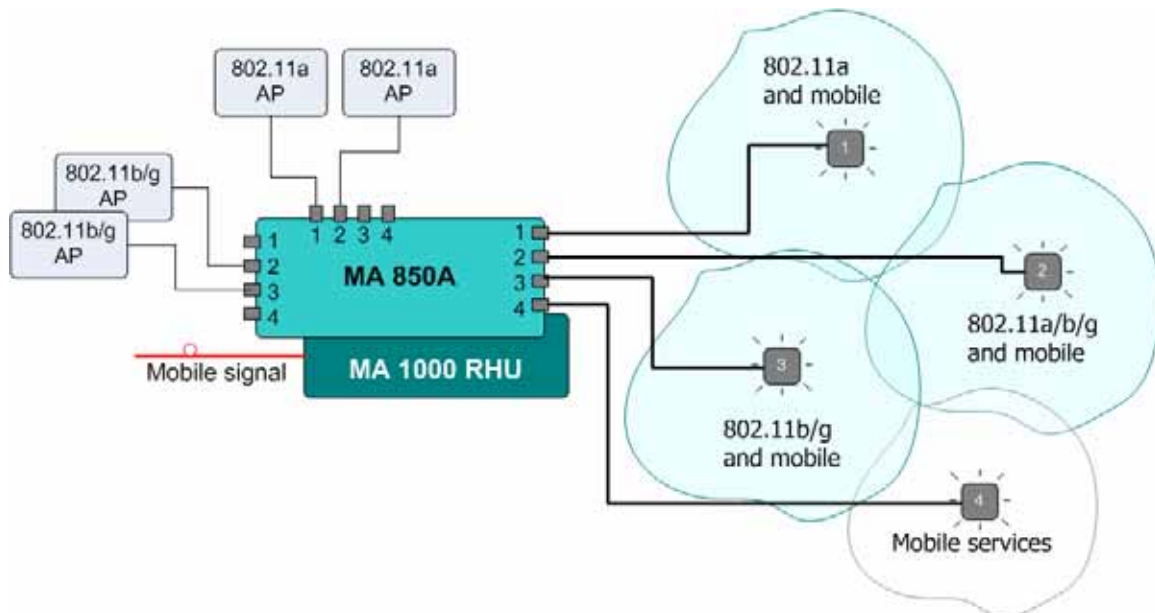 802.11a
AP
802.11a
AP
802.11b/g
AP
802.11b/g
AP
1
2
3
4
1 2 3 4
MA 850A
1
2
3
4
MA 1000 RHU
Mobile signal
802.11a
and mobile
1
2
802.11a/b/g
and mobile
3
802.11b/g
and mobile
4
Mobile services